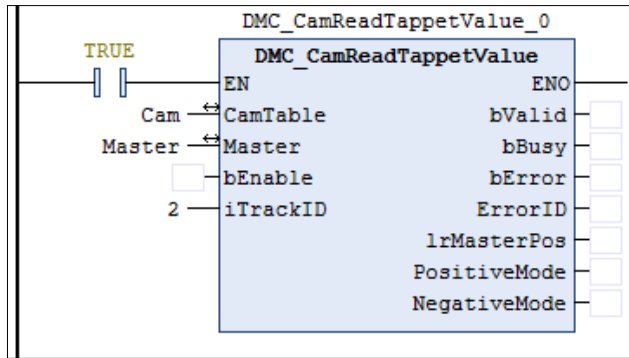 DMC_CamReadTappetValue_0
TRUE
DMC_CamReadTappetValue
EN ENO
Cam CamTable bValid
Master Master bBusy
bEnable bError
2 iTrackID ErrorID
lrMasterPos
PositiveMode
NegativeMode